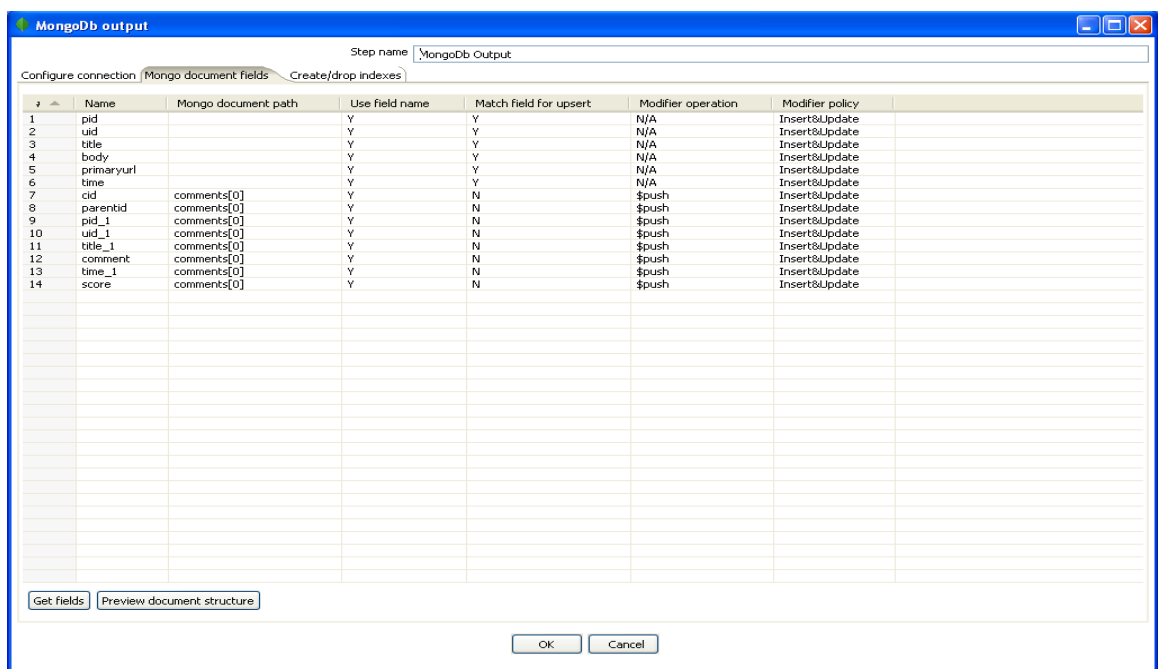 MongoDb output
Step name MongoDb Output
Configure connection Mongo document fields Create/drop indexes
Name Mongo document path Use field name Match field for upsert Modifier operation Modifier policy
1 pid Y Y N/A Insert&Update
2 uid Y Y N/A Insert&Update
3 title Y Y N/A Insert&Update
4 body Y Y N/A Insert&Update
5 primaryurl Y Y N/A Insert&Update
6 time Y Y N/A Insert&Update
7 cid comments[0] Y N $push Insert&Update
8 parentid comments[0] Y N $push Insert&Update
9 pid_1 comments[0] Y N $push Insert&Update
10 uid_1 comments[0] Y N $push Insert&Update
11 title_1 comments[0] Y N $push Insert&Update
12 comment comments[0] Y N $push Insert&Update
13 time_1 comments[0] Y N $push Insert&Update
14 score comments[0] Y N $push Insert&Update
Get fields Preview document structure
OK Cancel